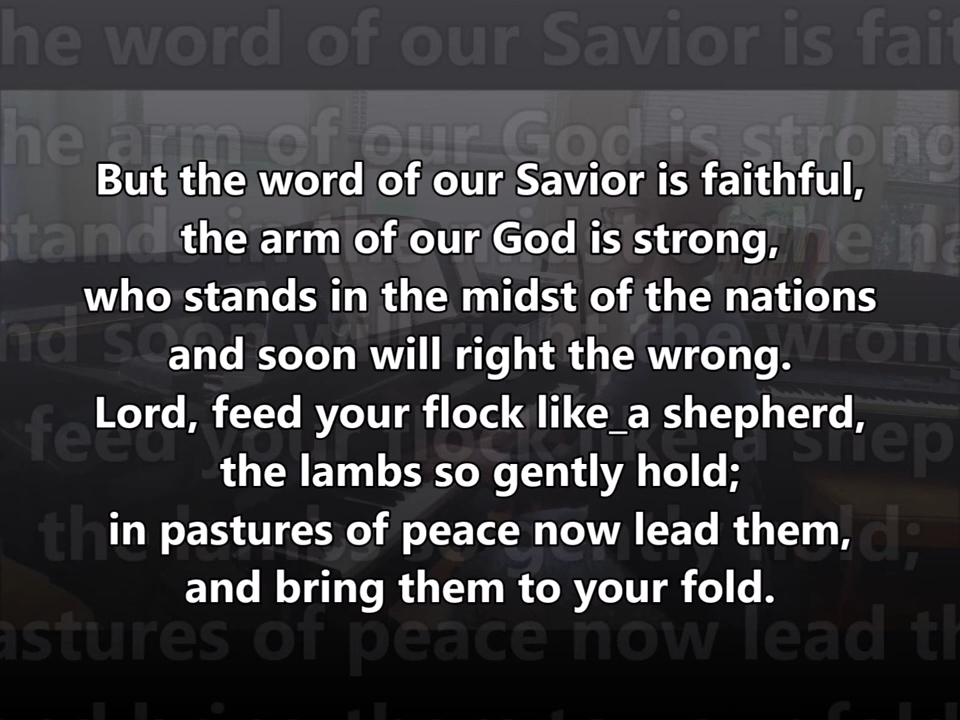 But the word of our Savior is faithful,
the arm of our God is strong,
who stands in the midst of the nations
and soon will right the wrong.
Lord, feed your flock like_a shepherd,
the lambs so gently hold;
in pastures of peace now lead them,
and bring them to your fold.